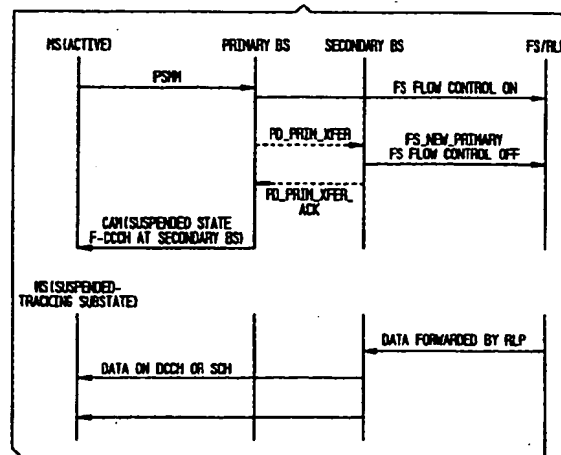 MS(ACTIVE)
PRIMARY BS
SECONDARY BS
FS/RLP
PSMM
FS FLOW CONTROL ON
PD_PRIM_XFER
FS_NEW_PRIMARY
FS FLOW CONTROL OFF
PD_PRIM_XFER_
ACK
CAM(SUSPENDED STATE
F-DCCH AT SECONDARY BS)
MS(SUSPENDED-
TRACKING SUBSTATE)
DATA FORWARDED BY RLP
DATA ON DCCH OR SCH